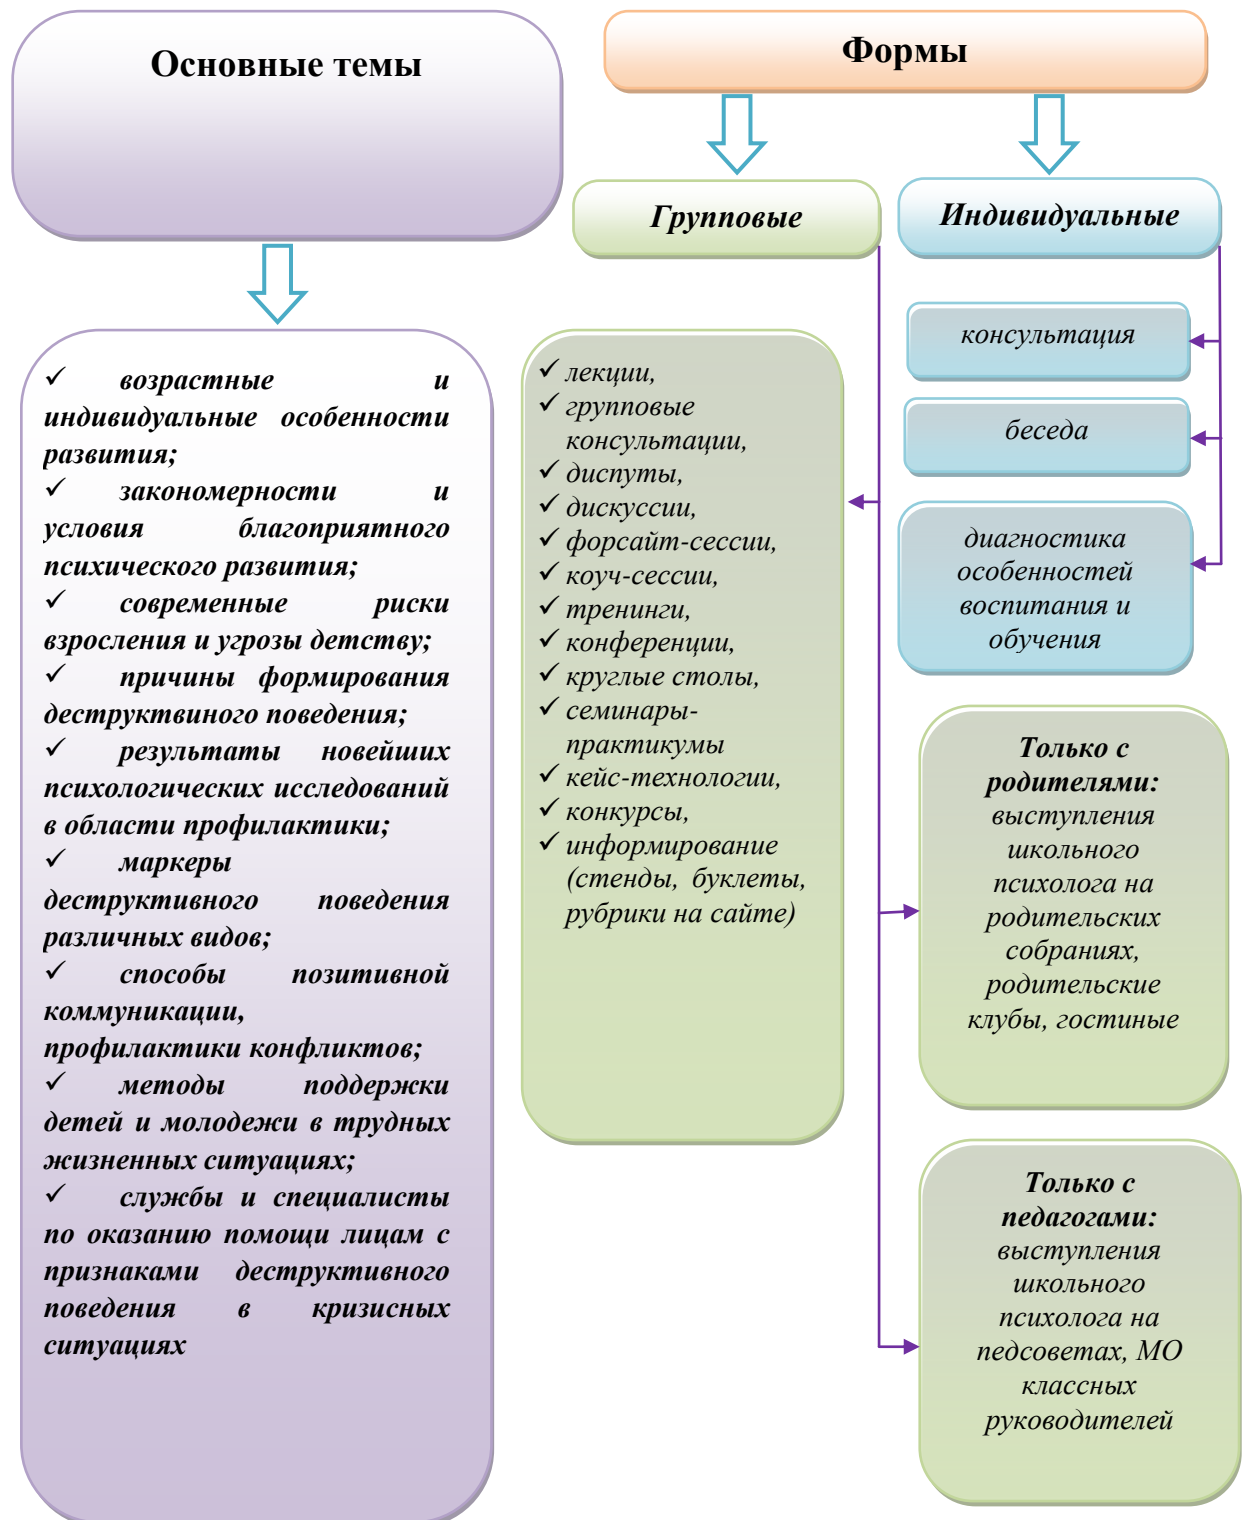 Основные темы
✓ возрастные и
индивидуальные особенности
развития;
✓ закономерности и
условия благоприятного
психического развития;
✓ современные риски
взросления и угрозы детству;
✓ причины формирования
деструктвиного поведения;
✓ результаты новейших
психологических исследований
в области профилактики;
✓ маркеры
деструктивного поведения
различных видов;
✓ способы позитивной
коммуникации,
профилактики конфликтов;
✓ методы поддержки
детей и молодежи в трудных
жизненных ситуациях;
✓ службы и специалисты
по оказанию помощи лицам с
признаками деструктивного
поведения в кризисных
ситуациях
Формы
Групповые
✓ лекции,
✓ групповые
консультации,
✓ диспуты,
✓ дискуссии,
✓ форсайт-сессии,
✓ коуч-сессии,
✓ тренинги,
✓ конференции,
✓ круглые столы,
✓ семинары-
практикумы
✓ кейс-технологии,
✓ конкурсы,
✓ информирование
(стенды, буклеты,
рубрики на сайте)
Индивидуальные
консультация
беседа
диагностика
особенностей
воспитания и
обучения
Только с
родителями:
выступления
школьного
психолога на
родительских
собраниях,
родительские
клубы, гостиные
Только с
педагогами:
выступления
школьного
психолога на
педсоветах, МО
классных
руководителей